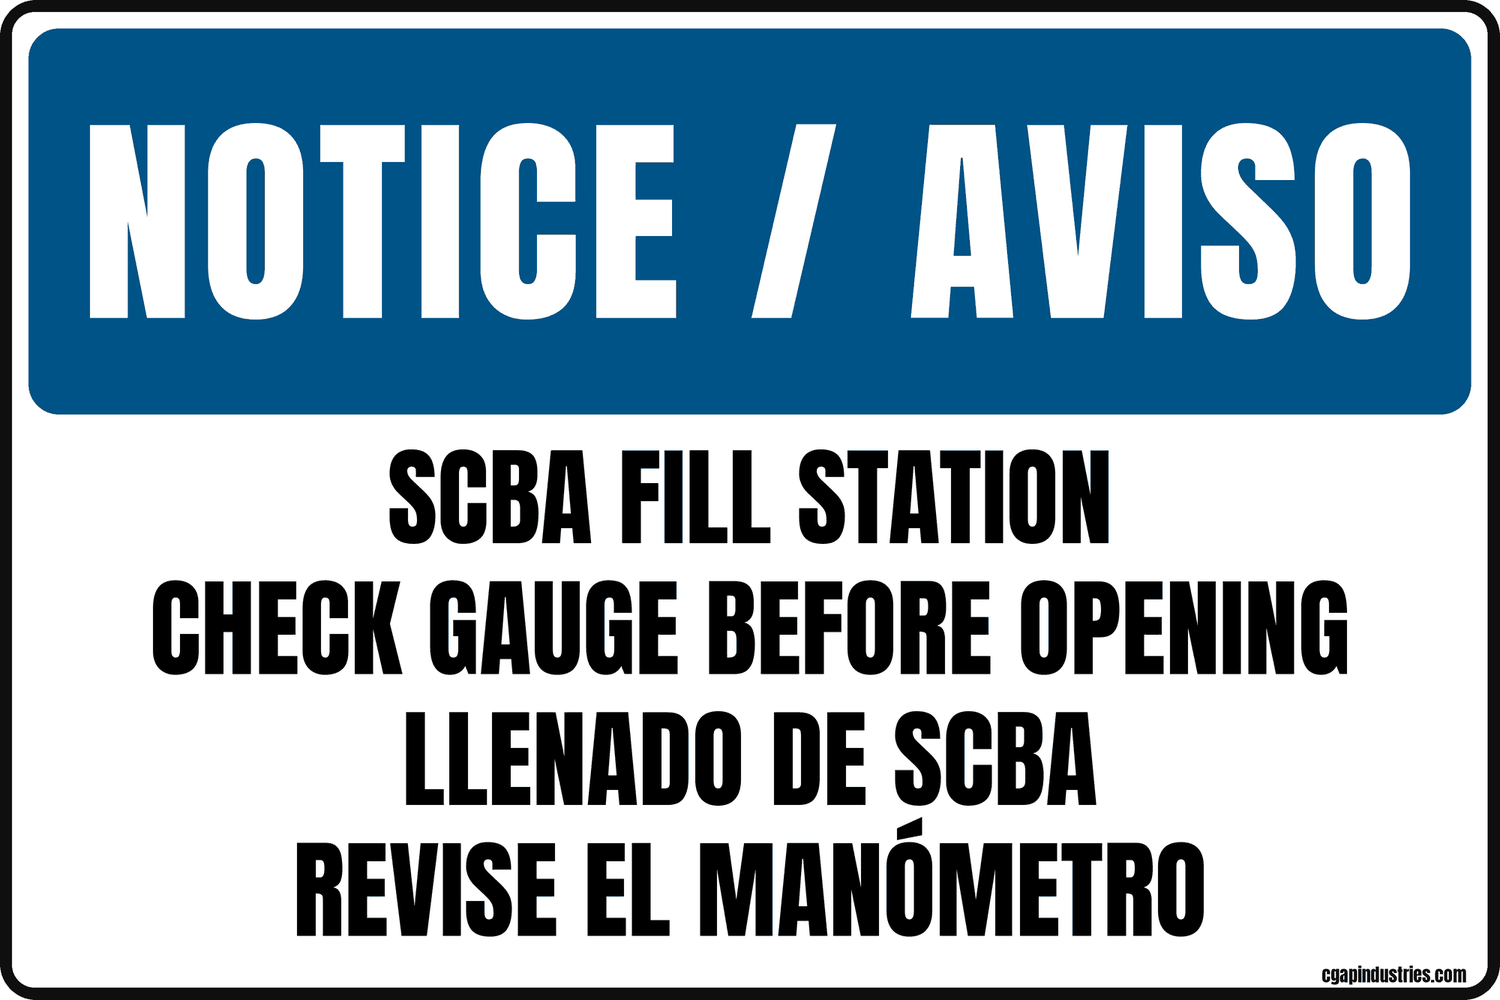 NOTICE / AVISO
SCBA FILL STATION
CHECK GAUGE BEFORE OPENING
LLENADO DE SCBA
REVISE EL MANÓMETRO
cgapindustries.com